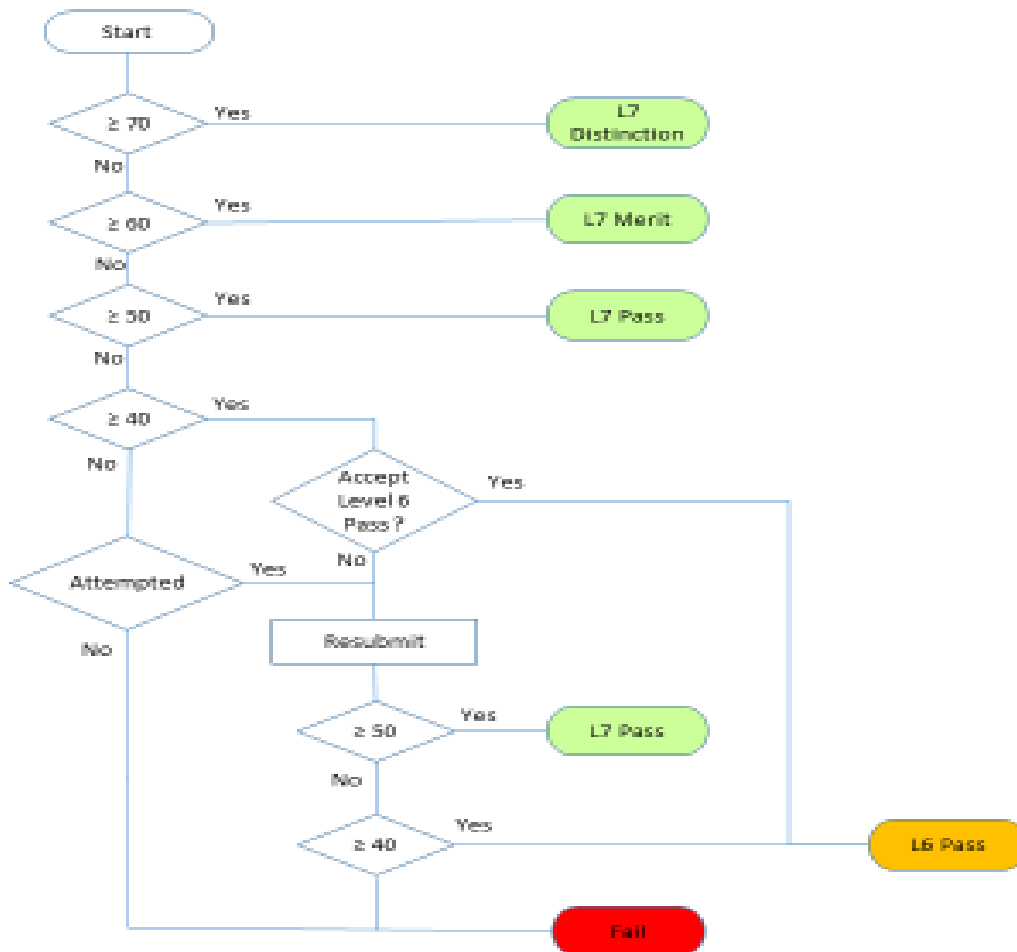 Start
≥ 70
Yes
L7
Distinction
No
≥ 60
Yes
L7 Merit
No
≥ 50
Yes
L7 Pass
No
≥ 40
Yes
No
Accept
Level 6
Pass?
Yes
No
Attempted
Yes
No
Resubmit
≥ 50
Yes
L7 Pass
No
≥ 40
Yes
L6 Pass
Fail